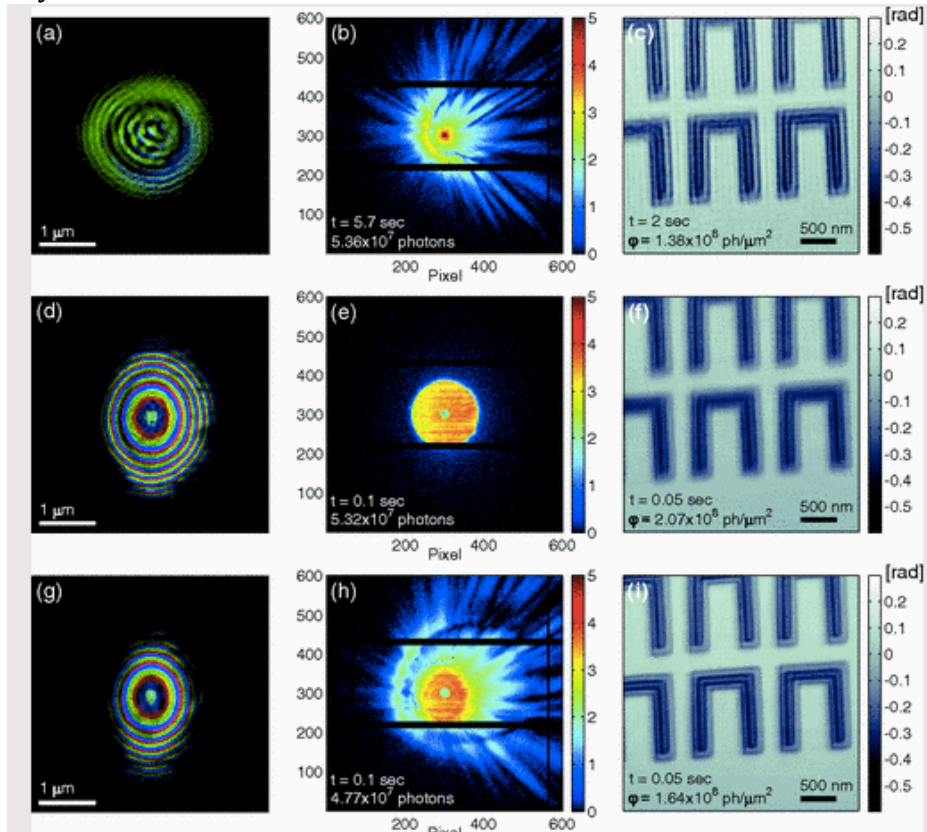 (a)
1 μm
(b)
600
500
400
300
200
100
200 400 600
Pixel
t = 5.7 sec
5.36x10⁷ photons
5
4
3
2
1
0
(c)
t = 2 sec
φ = 1.38x10⁸ ph/μm²
500 nm
[rad]
0.2
0.1
0
-0.1
-0.2
-0.3
-0.4
-0.5
(d)
1 μm
(e)
600
500
400
300
200
100
200 400 600
Pixel
t = 0.1 sec
5.32x10⁷ photons
5
4
3
2
1
0
(f)
t = 0.05 sec
φ = 2.07x10⁸ ph/μm²
500 nm
[rad]
0.2
0.1
0
-0.1
-0.2
-0.3
-0.4
-0.5
(g)
1 μm
(h)
600
500
400
300
200
100
200 400 600
Pixel
t = 0.1 sec
4.77x10⁷ photons
5
4
3
2
1
0
(i)
t = 0.05 sec
φ = 1.64x10⁸ ph/μm²
500 nm
[rad]
0.2
0.1
0
-0.1
-0.2
-0.3
-0.4
-0.5